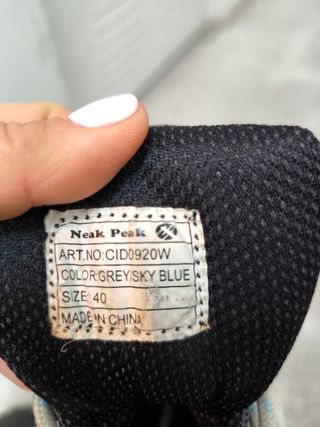 Neak Peak
ART.NO:CID0920W
COLOR:GREY/SKY BLUE
SIZE: 40
MADE IN CHINA